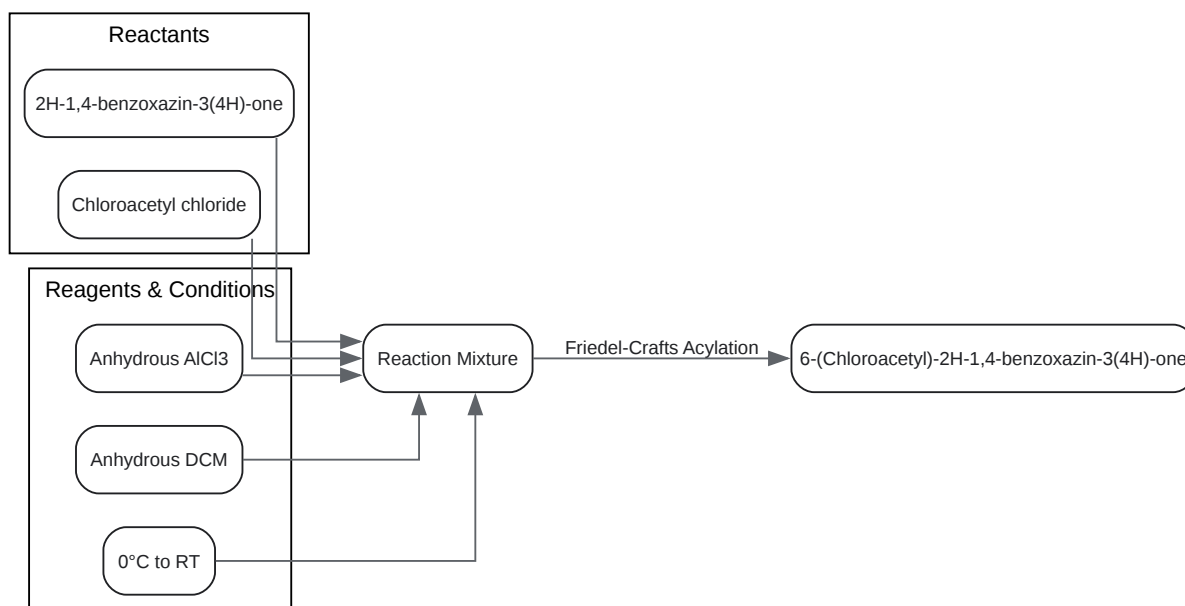 Reactants
2H-1,4-benzoxazin-3(4H)-one
Chloroacetyl chloride
Reagents & Conditions
Anhydrous AlCl3
Anhydrous DCM
0°C to RT
Reaction Mixture
Friedel-Crafts Acylation
6-(Chloroacetyl)-2H-1,4-benzoxazin-3(4H)-one